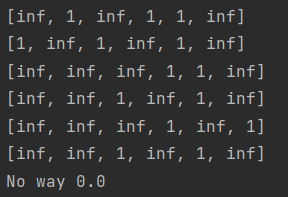 [inf, 1, inf, 1, 1, inf]
[1, inf, 1, inf, 1, inf]
[inf, inf, inf, 1, 1, inf]
[inf, inf, 1, inf, 1, inf]
[inf, inf, inf, 1, inf, 1]
[inf, inf, 1, inf, 1, inf]
No way 0.0